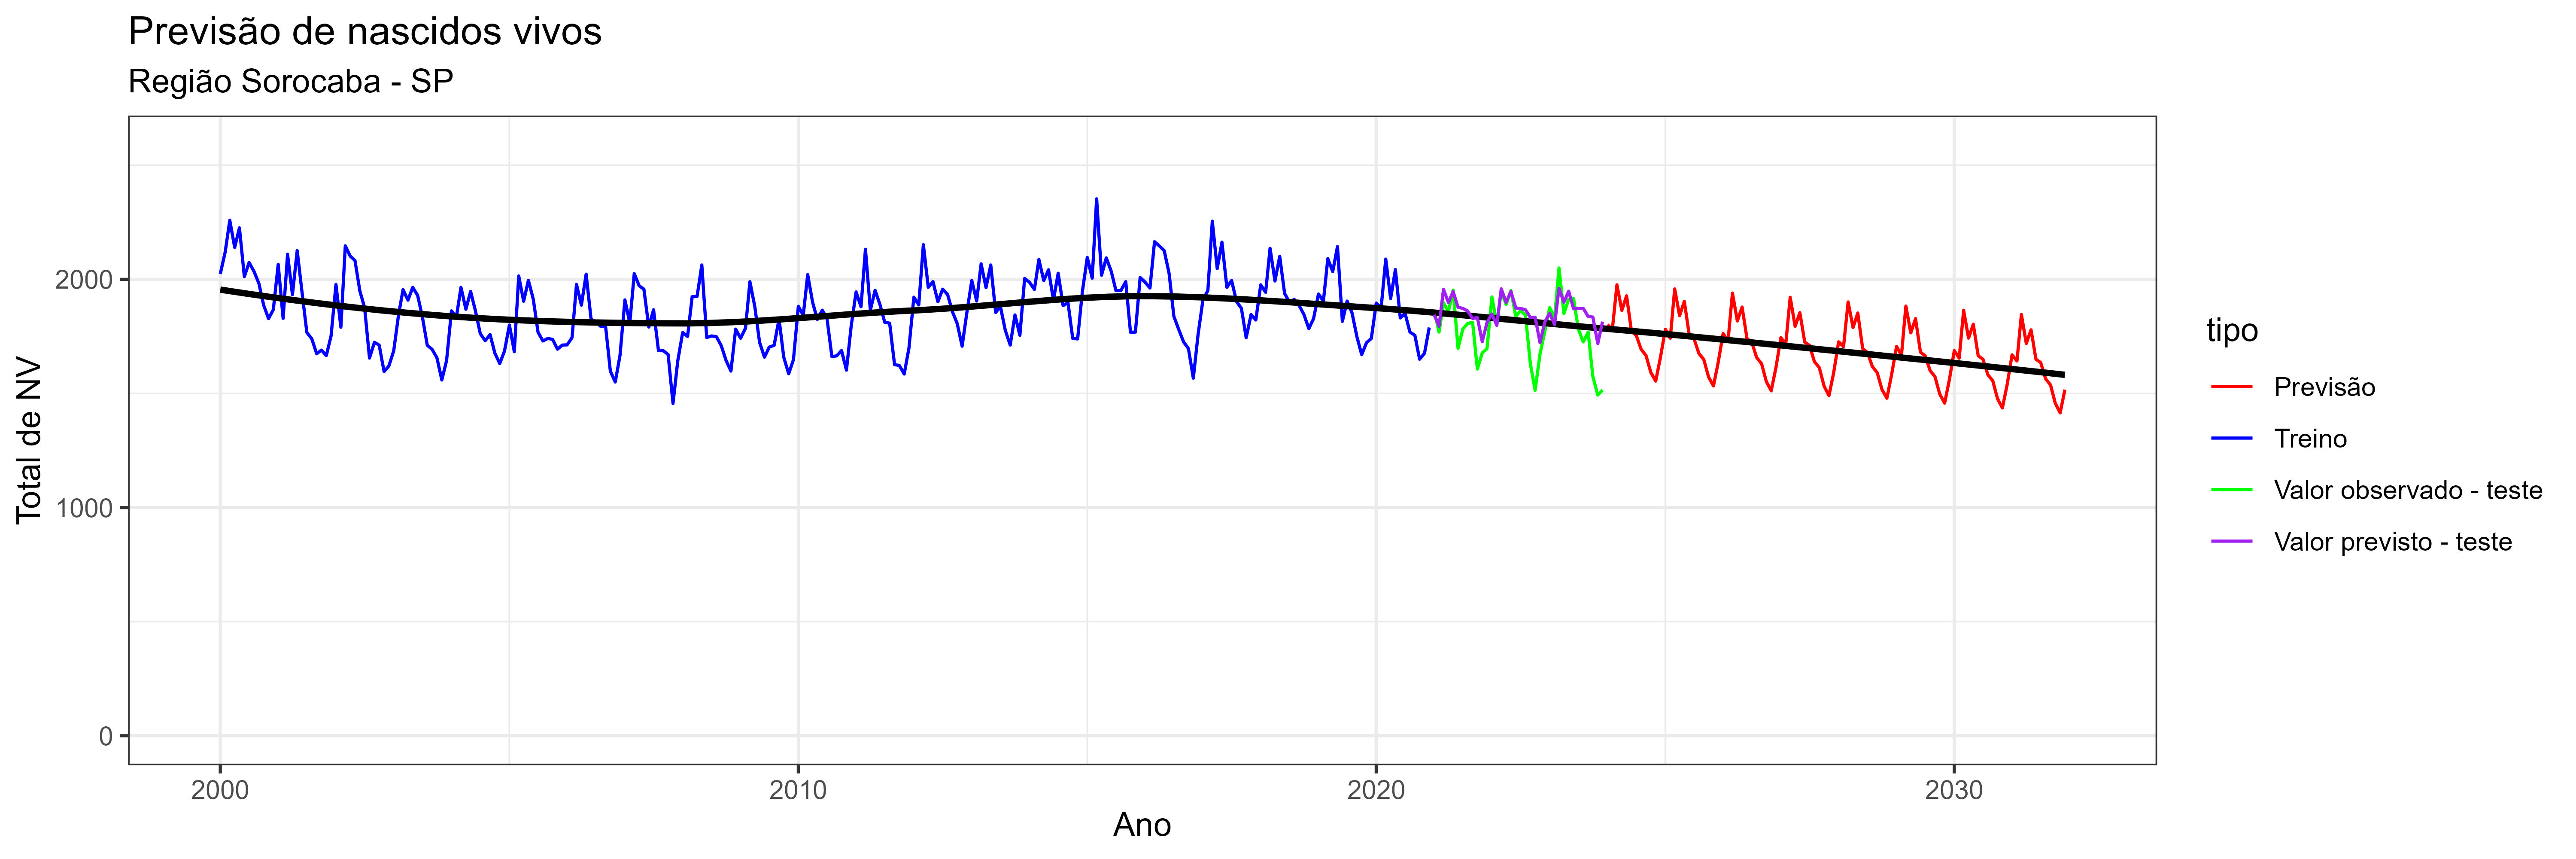 Previsão de nascidos vivos
Região Sorocaba - SP
Total de NV
2000
1000
0
2000
2010
2020
2030
Ano
tipo
Previsão
Treino
Valor observado - teste
Valor previsto - teste